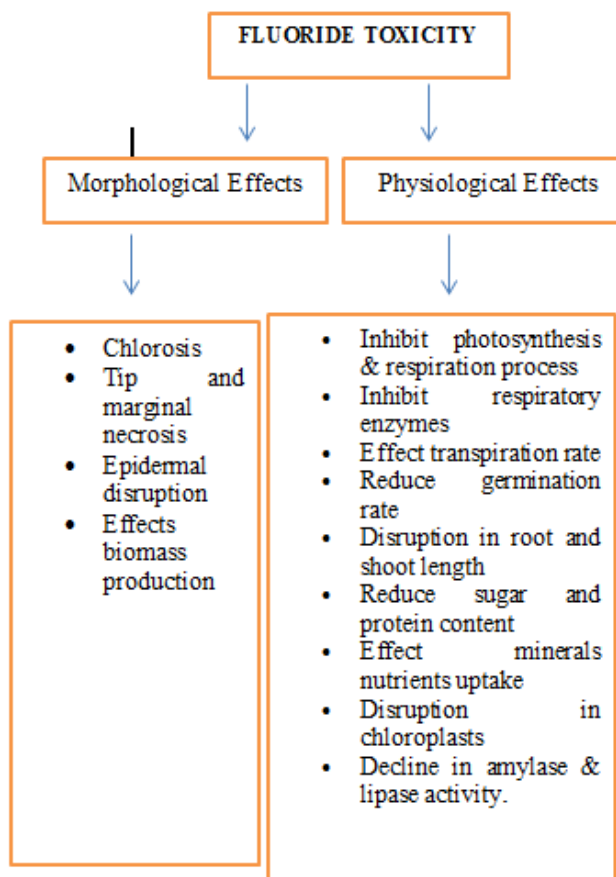 FLUORIDE TOXICITY
Morphological Effects
Physiological Effects
• Chlorosis
• Tip and
marginal
necrosis
• Epidermal
disruption
• Effects
biomass
production
• Inhibit photosynthesis
& respiration process
• Inhibit respiratory
enzymes
• Effect transpiration rate
• Reduce germination
rate
• Disruption in root and
shoot length
• Reduce sugar and
protein content
• Effect minerals
nutrients uptake
• Disruption in
chloroplasts
• Decline in amylase &
lipase activity.